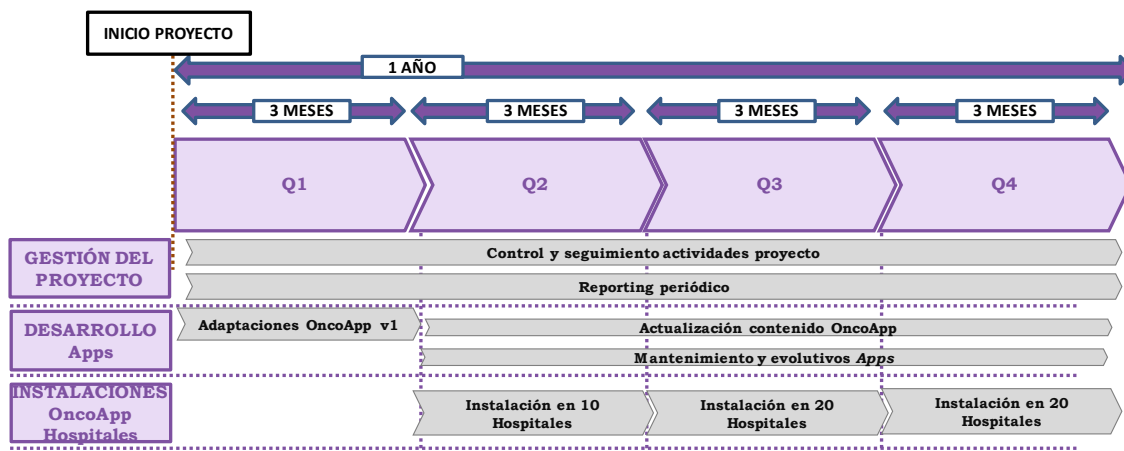 INICIO PROYECTO
1 AÑO
3 MESES
3 MESES
3 MESES
3 MESES
Q1
Q2
Q3
Q4
GESTIÓN DEL
PROYECTO
Control y seguimiento actividades proyecto
Reporting periódico
DESARROLLO
Apps
Adaptaciones OncoApp v1
Actualización contenido OncoApp
Mantenimiento y evolutivos Apps
INSTALACIONES
OncoApp
Hospitales
Instalación en 10
Hospitales
Instalación en 20
Hospitales
Instalación en 20
Hospitales